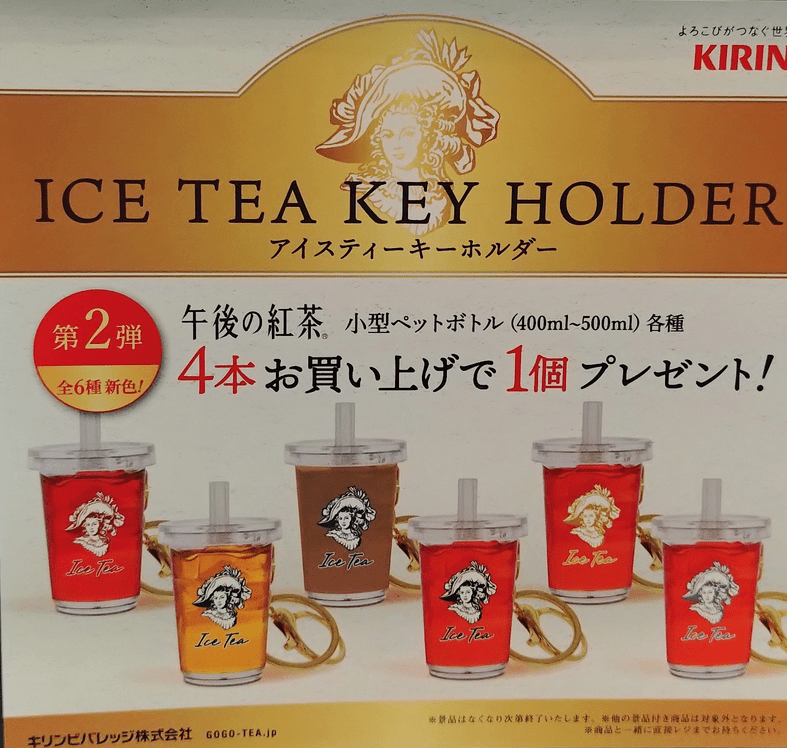 よろこびがつなぐ世界
KIRIN
ICE TEA KEY HOLDER
アイスティーキーホルダー
第2弾
全6種 新色!
午後の紅茶® 小型ペットボトル (400ml~500ml) 各種
4本お買い上げで1個プレゼント!
Ice Tea
Ice Tea
Ice Tea
Ice Tea
Ice Tea
Ice Tea
※景品はなくなり次第終了いたします。※他の景品付き商品は対象外となります。
※商品と一緒に直接レジまでお持ちください。
キリンビバレッジ株式会社 GOGO-TEA.jp